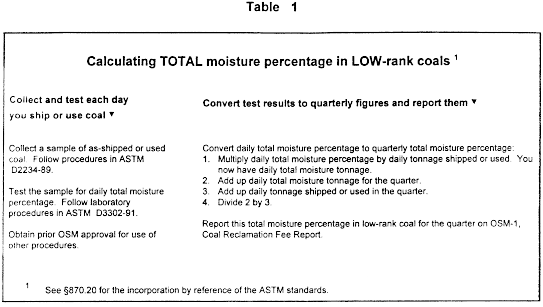 Table 1
Calculating TOTAL moisture percentage in LOW-rank coals 1
Collect and test each day
you ship or use coal ▼
Convert test results to quarterly figures and report them ▼
Collect a sample of as-shipped or used
coal. Follow procedures in ASTM
D2234-89.
Test the sample for daily total moisture
percentage. Follow laboratory
procedures in ASTM D3302-91.
Obtain prior OSM approval for use of
other procedures.
Convert daily total moisture percentage to quarterly total moisture percentage:
1. Multiply daily total moisture percentage by daily tonnage shipped or used. You
now have daily total moisture tonnage.
2. Add up daily total moisture tonnage for the quarter.
3. Add up daily tonnage shipped or used in the quarter.
4. Divide 2 by 3.
Report this total moisture percentage in low-rank coal for the quarter on OSM-1,
Coal Reclamation Fee Report.
1 See §870.20 for the incorporation by reference of the ASTM standards.